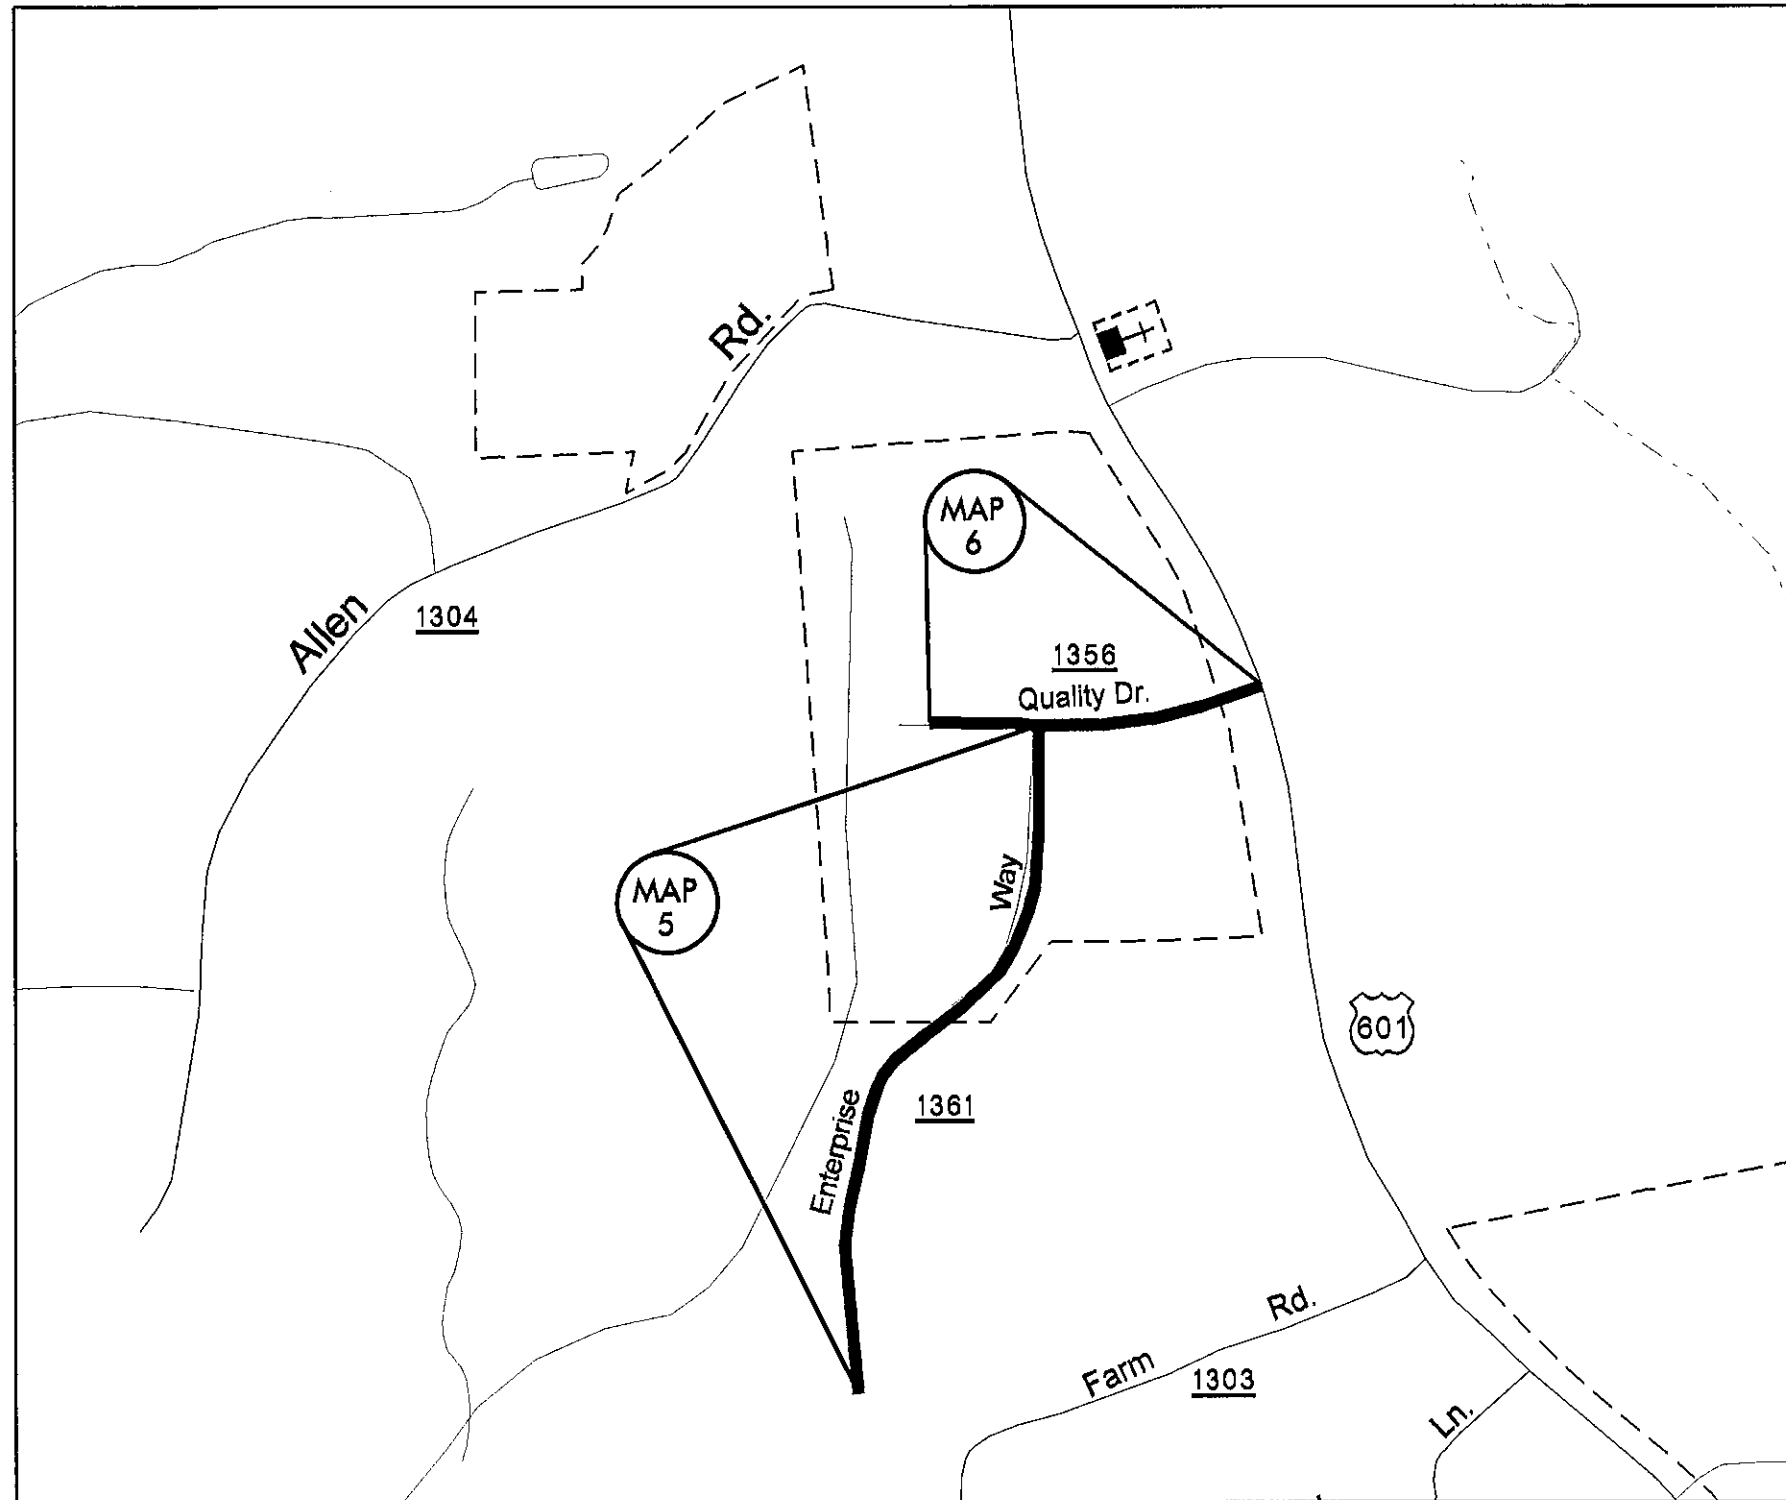 Rd.
MAP
6
Allen
1304
1356
Quality Dr.
MAP
5
Way
601
Enterprise
1361
Rd.
Farm
1303
Ln.